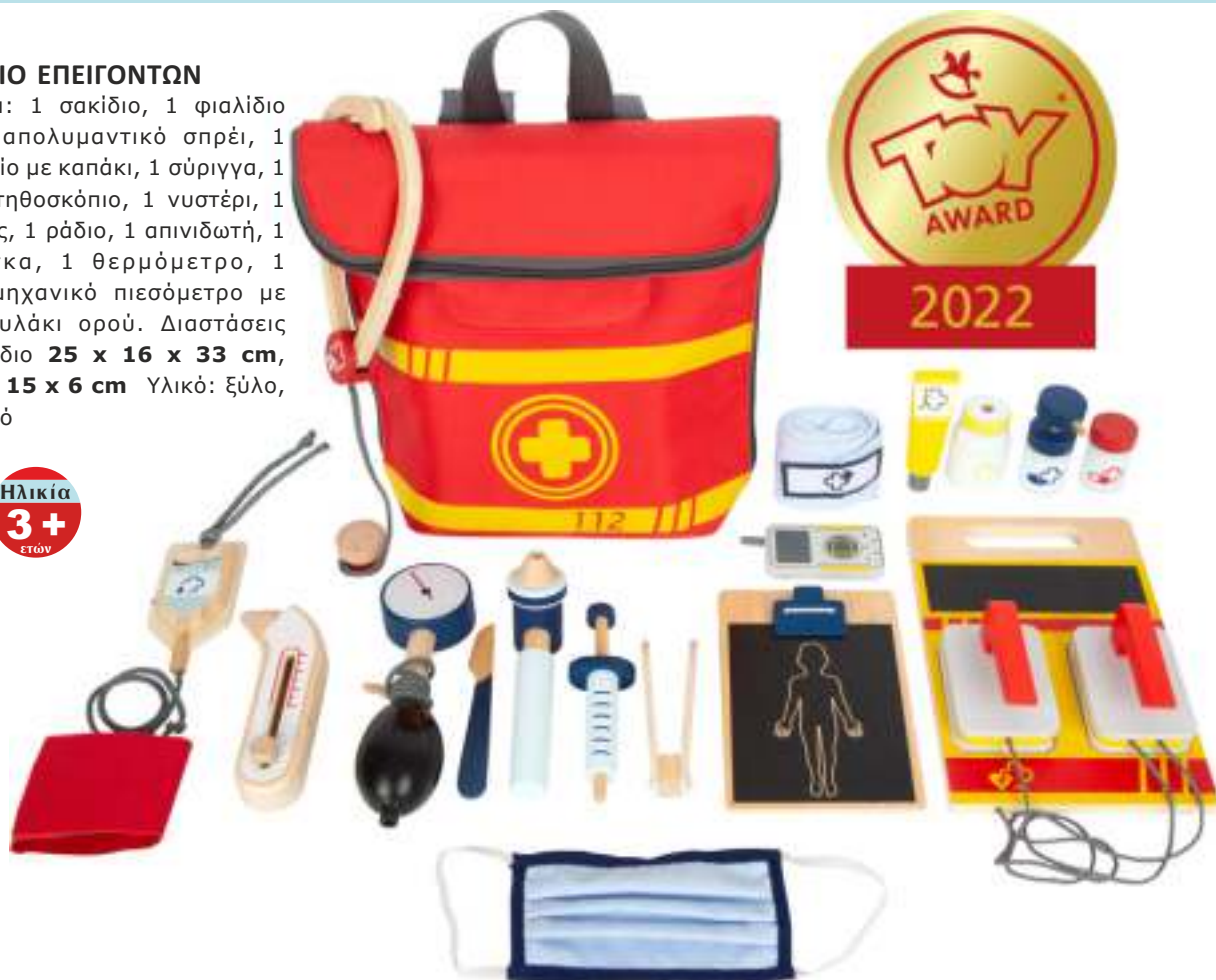 ΙΟ ΕΠΕΙΓΟΝΤΩΝ
: 1 σακίδιο, 1 φιαλίδιο
απολυμαντικό σπρέι, 1
ίο με καπάκι, 1 σύριγγα, 1
τηθοσκόπιο, 1 νυστέρι, 1
ς, 1 ράδιο, 1 απινιδωτή, 1
κα, 1 θερμόμετρο, 1
μηχανικό πιεσόμετρο με
υλάκι ορού. Διαστάσεις
διο 25 x 16 x 33 cm,
15 x 6 cm Υλικό: ξύλο,
ό
Ηλικία
3+
ετών
112
TOY
AWARD
2022